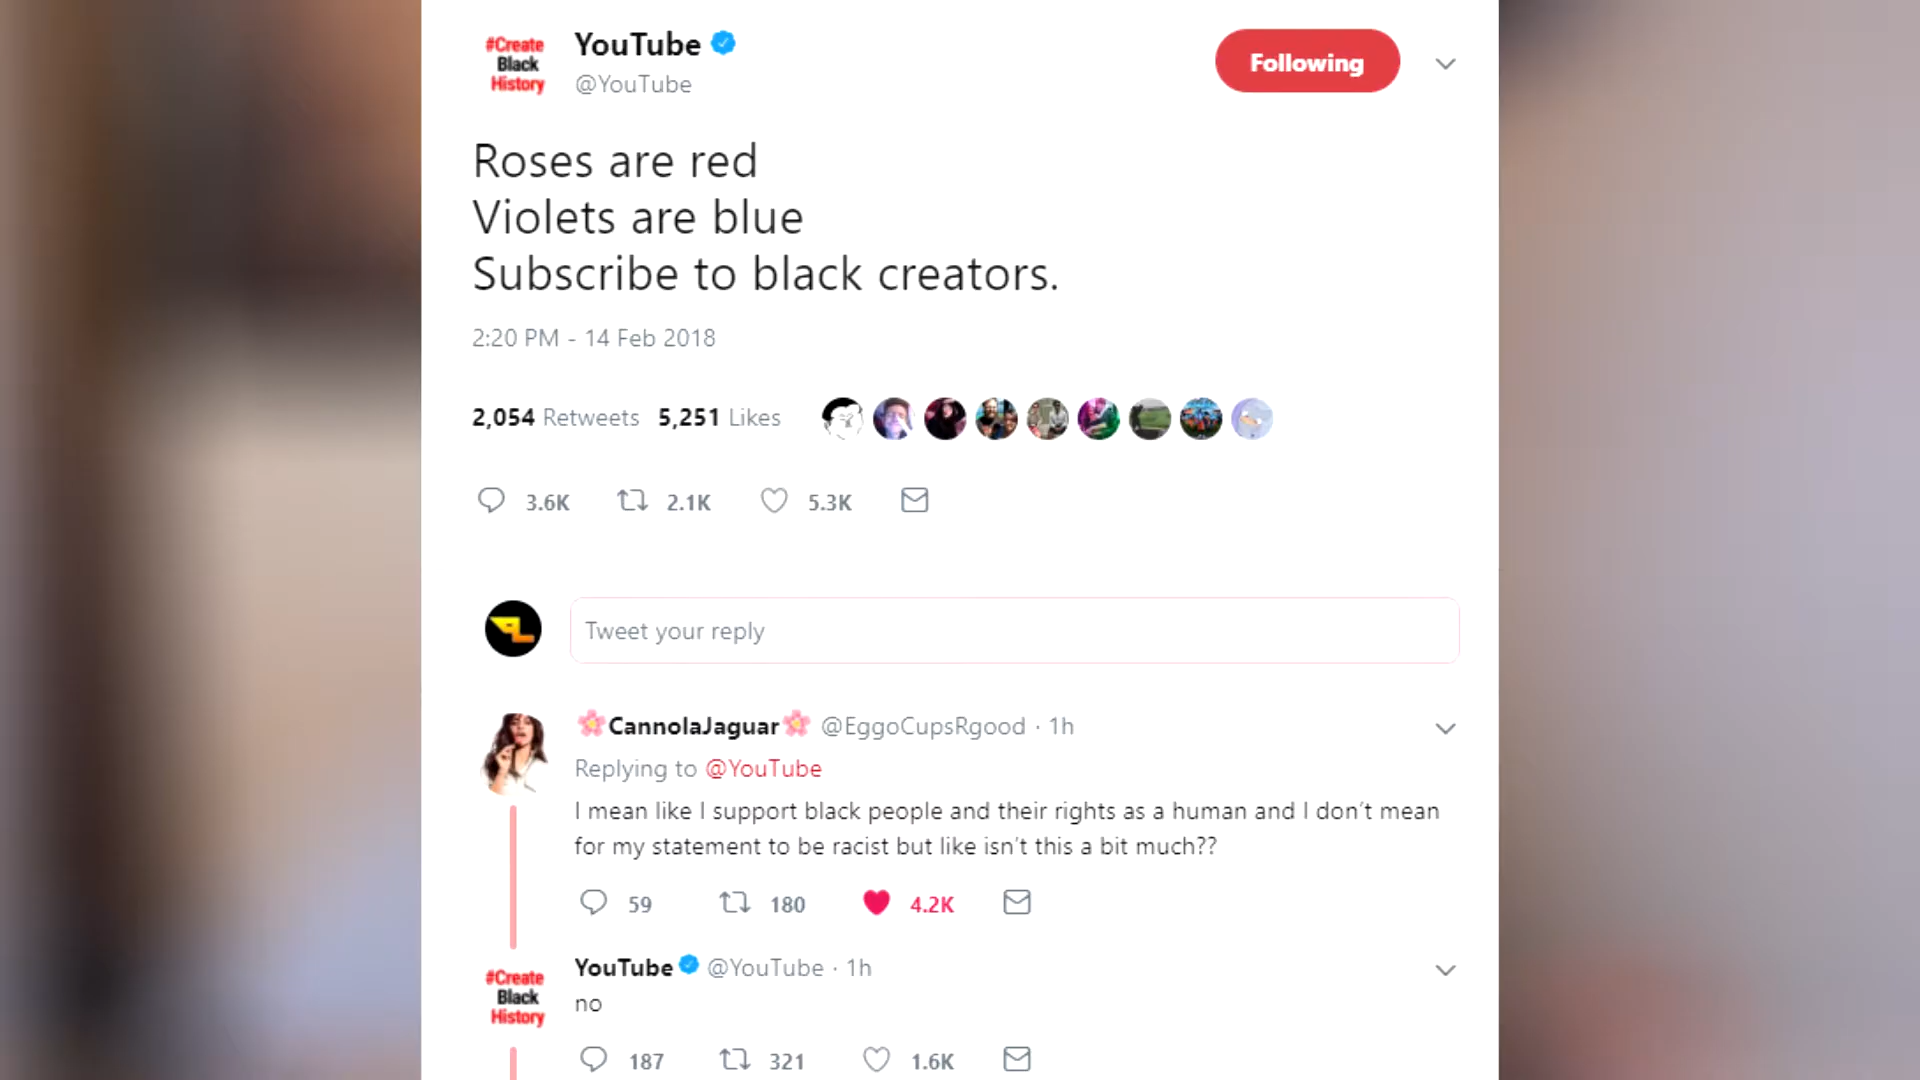 #Create
Black
History
YouTube
@YouTube
Following
Roses are red
Violets are blue
Subscribe to black creators.
2:20 PM - 14 Feb 2018
2,054 Retweets 5,251 Likes
3.6K 2.1K 5.3K
Tweet your reply
🌸CannolaJaguar🌸 @EggoCupsRgood · 1h
Replying to @YouTube
I mean like I support black people and their rights as a human and I don't mean
for my statement to be racist but like isn't this a bit much??
59 180 4.2K
#Create
Black
History
YouTube @YouTube · 1h
no
187 321 1.6K